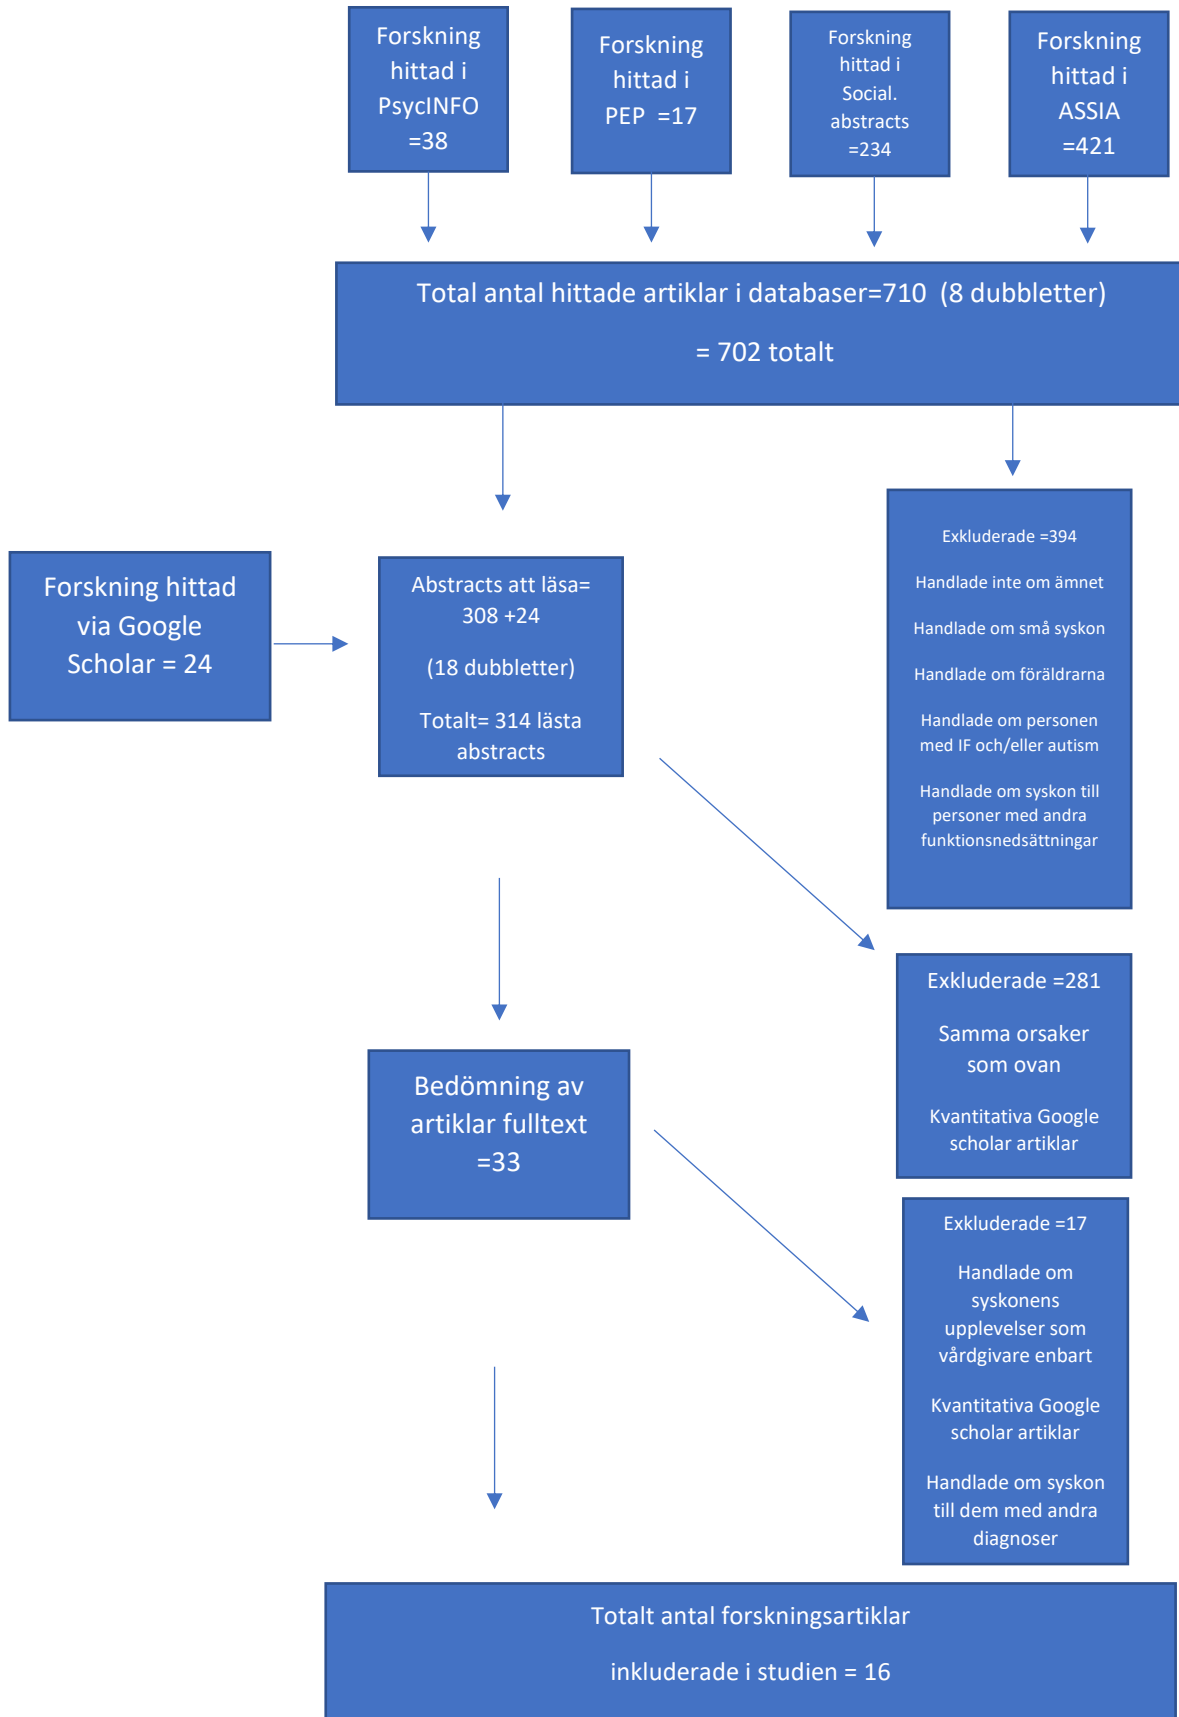 Forskning
hittad i
PsycINFO
=38
Forskning
hittad i
PEP =17
Forskning
hittad i
Social.
abstracts
=234
Forskning
hittad i
ASSIA
=421
Total antal hittade artiklar i databaser=710 (8 dubbletter)
= 702 totalt
Forskning hittad
via Google
Scholar = 24
Abstracts att läsa=
308 +24
(18 dubbletter)
Totalt= 314 lästa
abstracts
Exkluderade =394
Handlade inte om ämnet
Handlade om små syskon
Handlade om föräldrarna
Handlade om personen
med IF och/eller autism
Handlade om syskon till
personer med andra
funktionsnedsättningar
Exkluderade =281
Samma orsaker
som ovan
Kvantitativa Google
scholar artiklar
Bedömning av
artiklar fulltext
=33
Exkluderade =17
Handlade om
syskonens
upplevelser som
vårdgivare enbart
Kvantitativa Google
scholar artiklar
Handlade om syskon
till dem med andra
diagnoser
Totalt antal forskningsartiklar
inkluderade i studien = 16